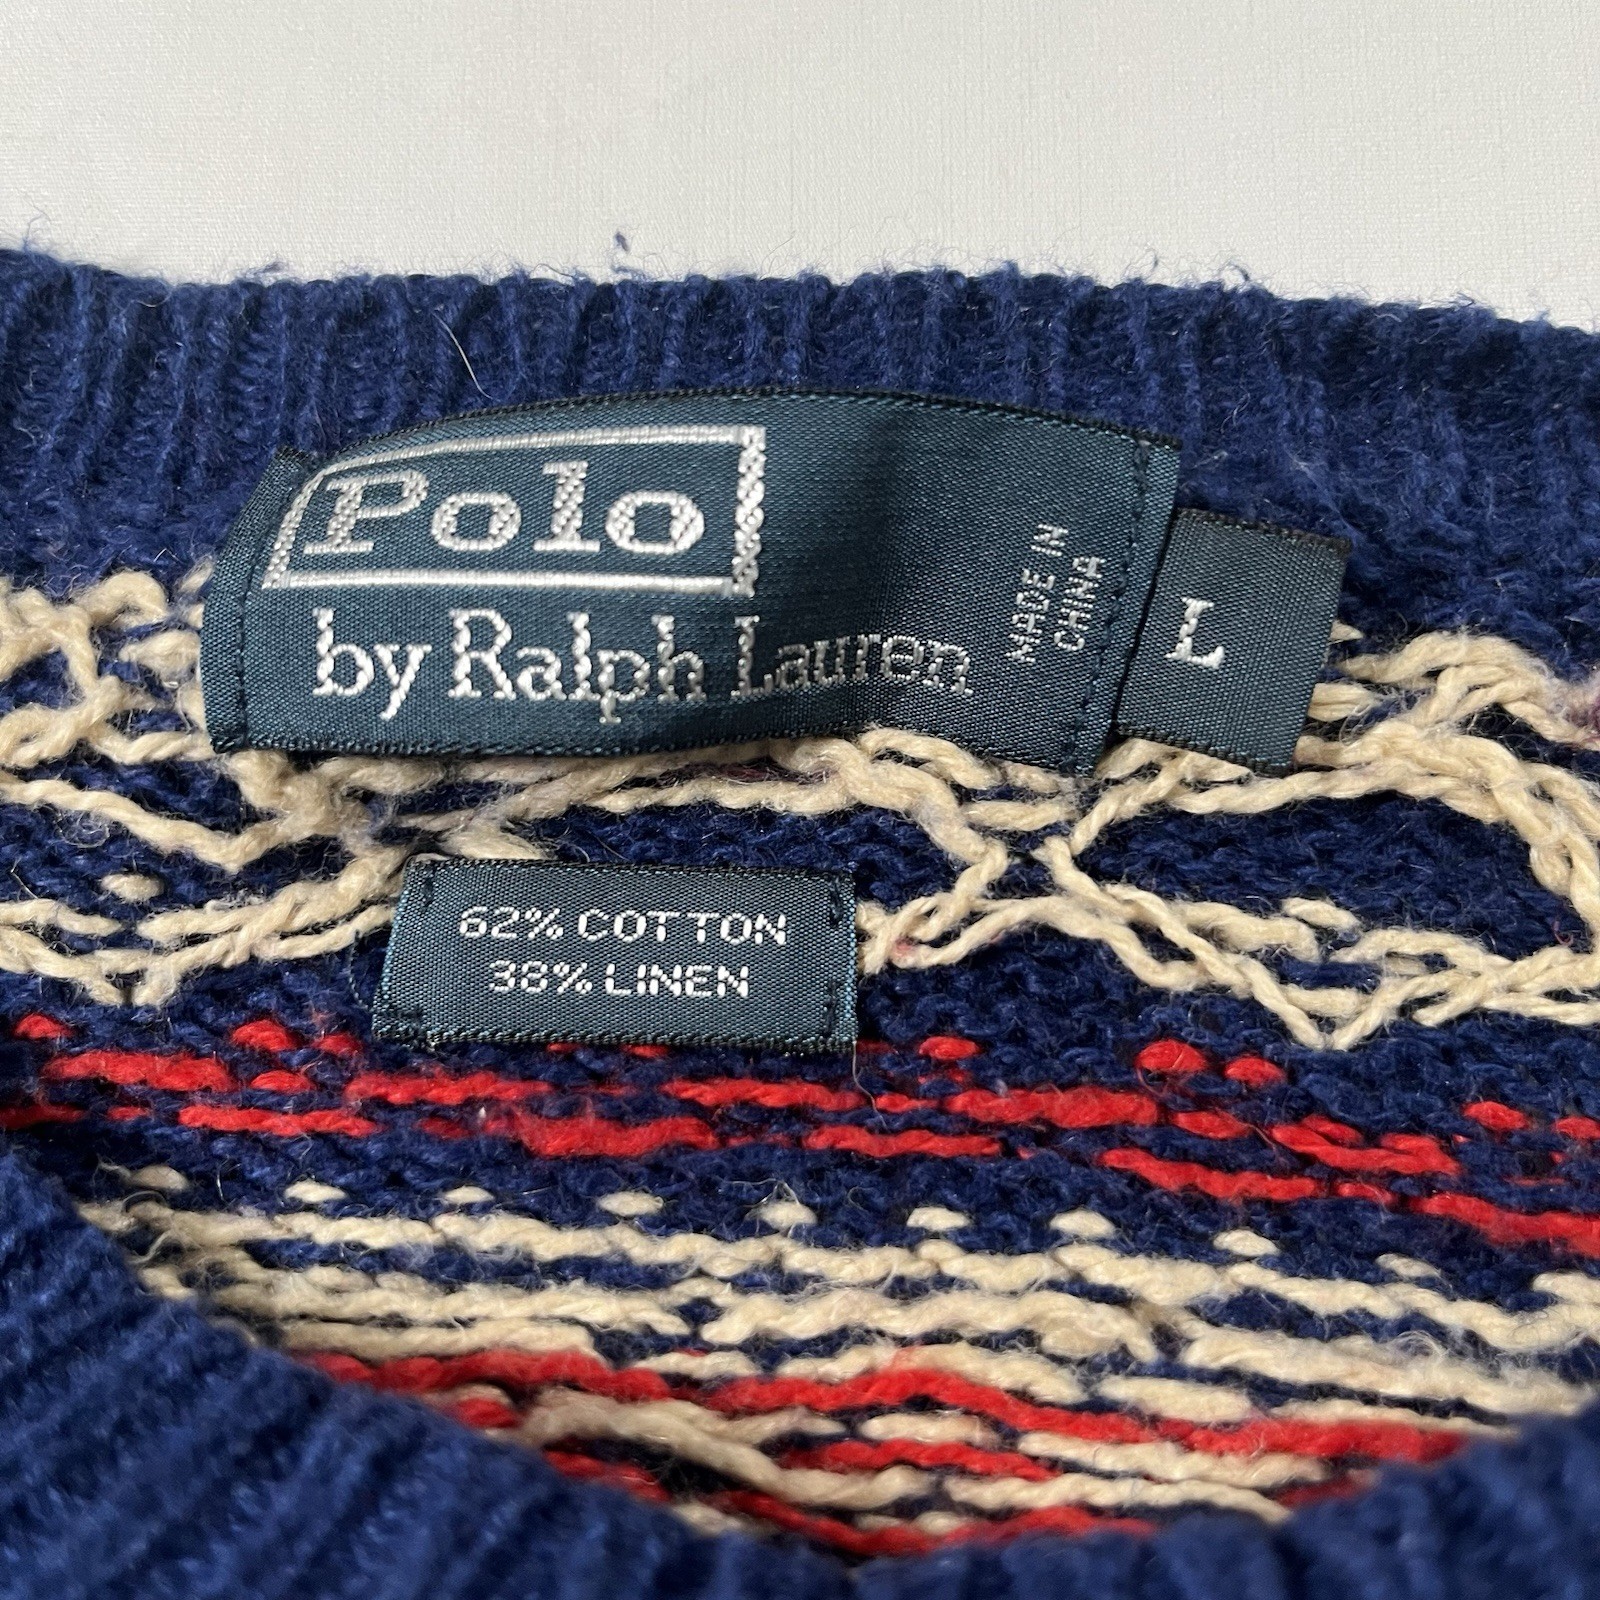 Polo
by Ralph Lauren
MADE IN
CHINA
L
62% COTTON
38% LINEN